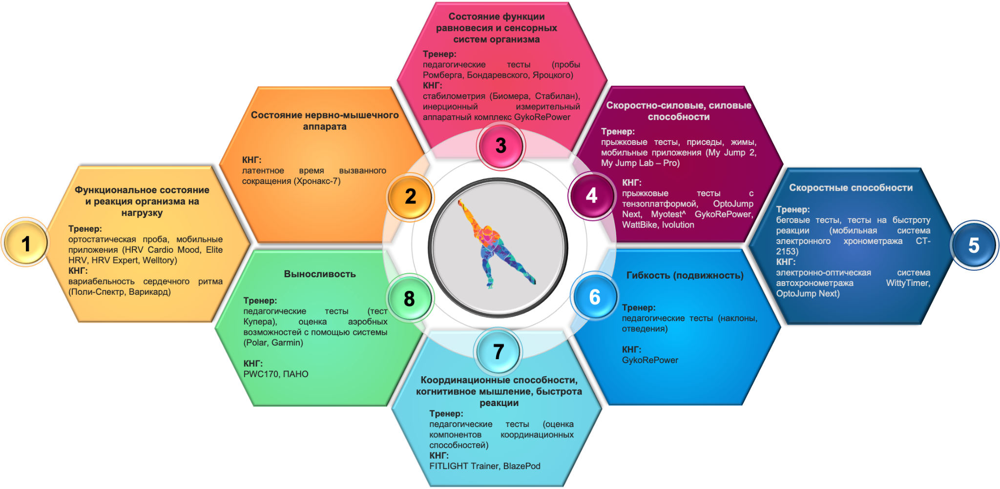 1
Функциональное состояние
и реакция организма на
нагрузку
Тренер:
ортостатическая проба, мобильные
приложения (HRV Cardio Mood, Elite
HRV, HRV Expert, Welltory)
КНГ:
вариабельность сердечного ритма
(Поли-Спектр, Варикард)
2
Состояние нервно-мышечного
аппарата
КНГ:
латентное время вызванного
сокращения (Хронакс-7)
3
Состояние функции
равновесия и сенсорных
систем организма
Тренер:
педагогические тесты (пробы
Ромберга, Бондаревского, Яроцкого)
КНГ:
стабилометрия (Биомера, Стабилан),
инерционный измерительный
аппаратный комплекс GykoRePower
4
Скоростно-силовые, силовые
способности
Тренер:
прыжковые тесты, приседы, жимы,
мобильные приложения (My Jump 2,
My Jump Lab – Pro)
КНГ:
прыжковые тесты с
тензоплатформой, OptoJump
Next, Myotest^ GykoRePower,
WattBike, Ivolution
5
Скоростные способности
Тренер:
беговые тесты, тесты на быстроту
реакции (мобильная система
электронного хронометража СТ-
2153)
КНГ:
электронно-оптическая система
автохронометража WittyTimer,
OptoJump Next)
6
Гибкость (подвижность)
Тренер:
педагогические тесты (наклоны,
отведения)
КНГ:
GykoRePower
7
Координационные способности,
когнитивное мышление, быстрота
реакции
Тренер:
педагогические тесты (оценка
компонентов координационных
способностей)
КНГ:
FITLIGHT Trainer, BlazePod
8
Выносливость
Тренер:
педагогические тесты (тест
Купера), оценка аэробных
возможностей с помощью системы
(Polar, Garmin)
КНГ:
PWC170, ПАНО